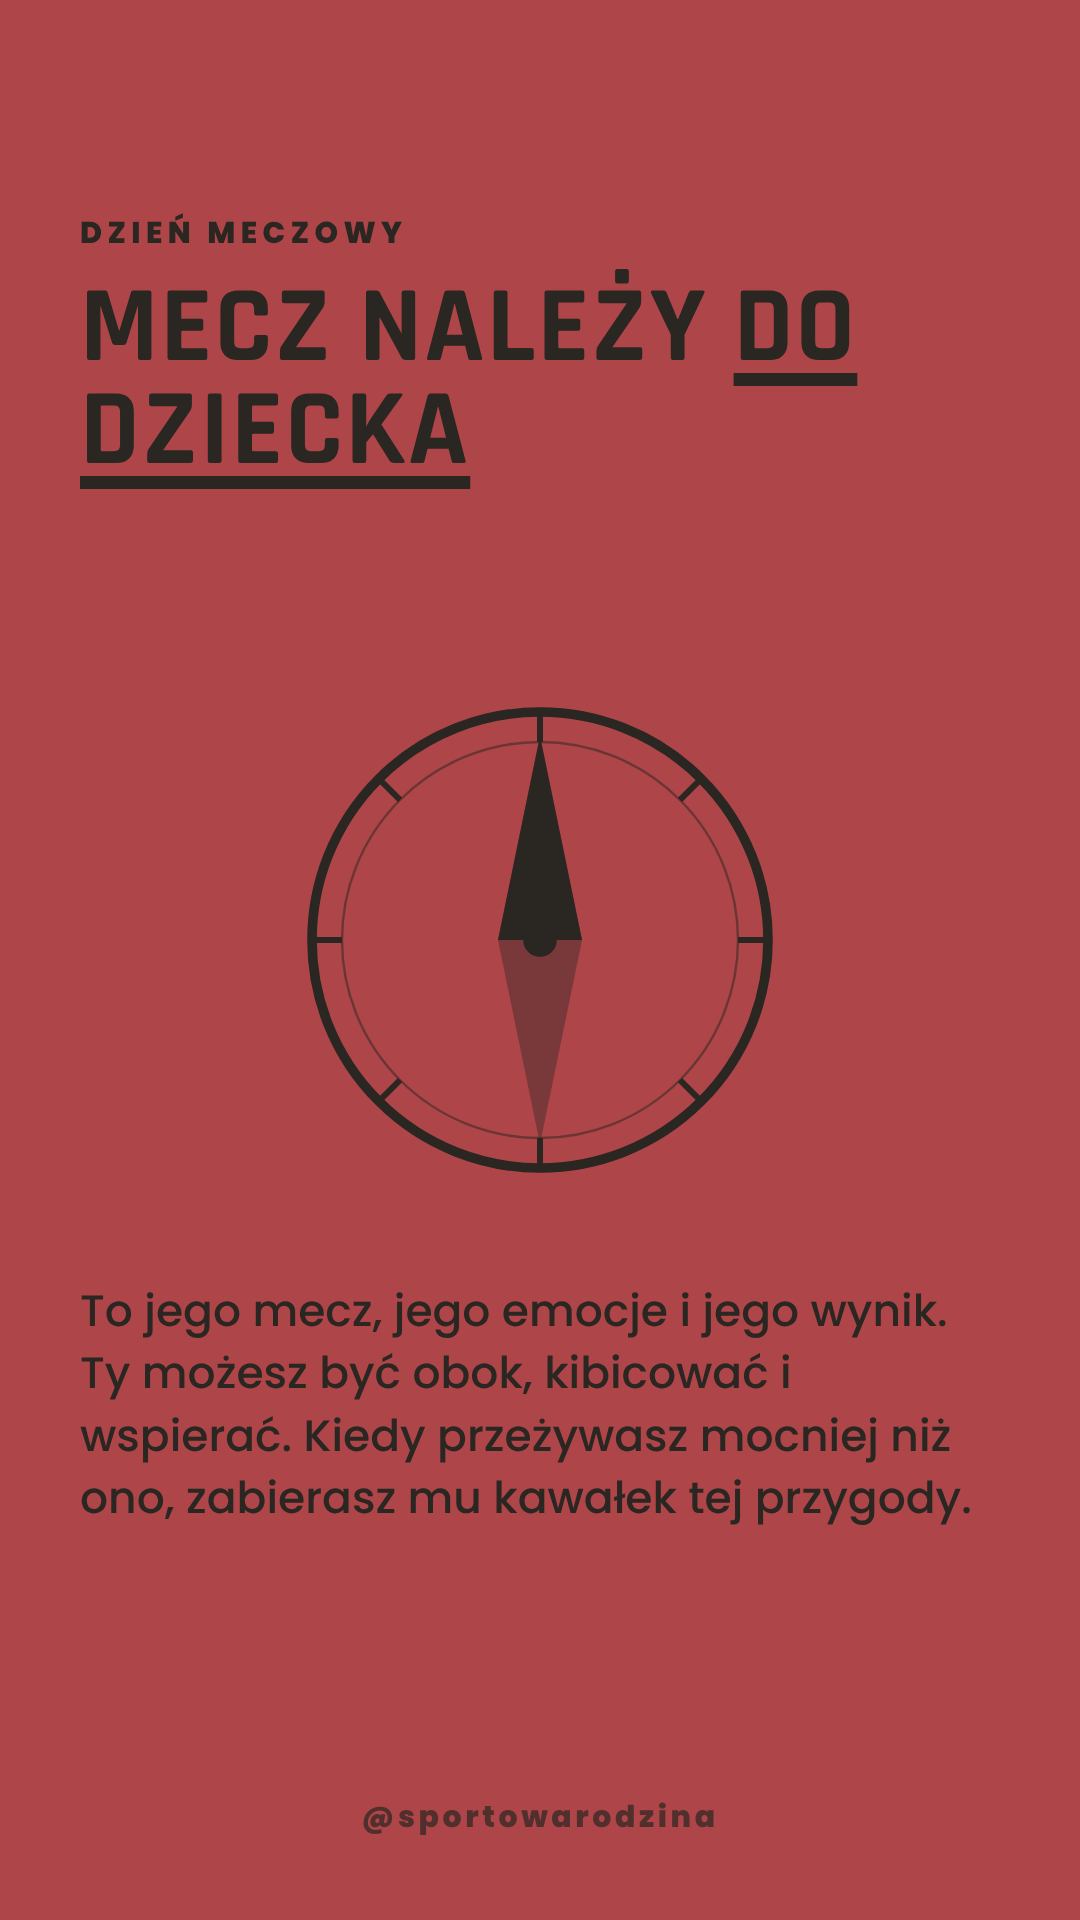 DZIEŃ MECZOWY
MECZ NALEŻY DO
DZIECKA
To jego mecz, jego emocje i jego wynik.
Ty możesz być obok, kibicować i
wspierać. Kiedy przeżywasz mocniej niż
ono, zabierasz mu kawałek tej przygody.
@sportowarodzina